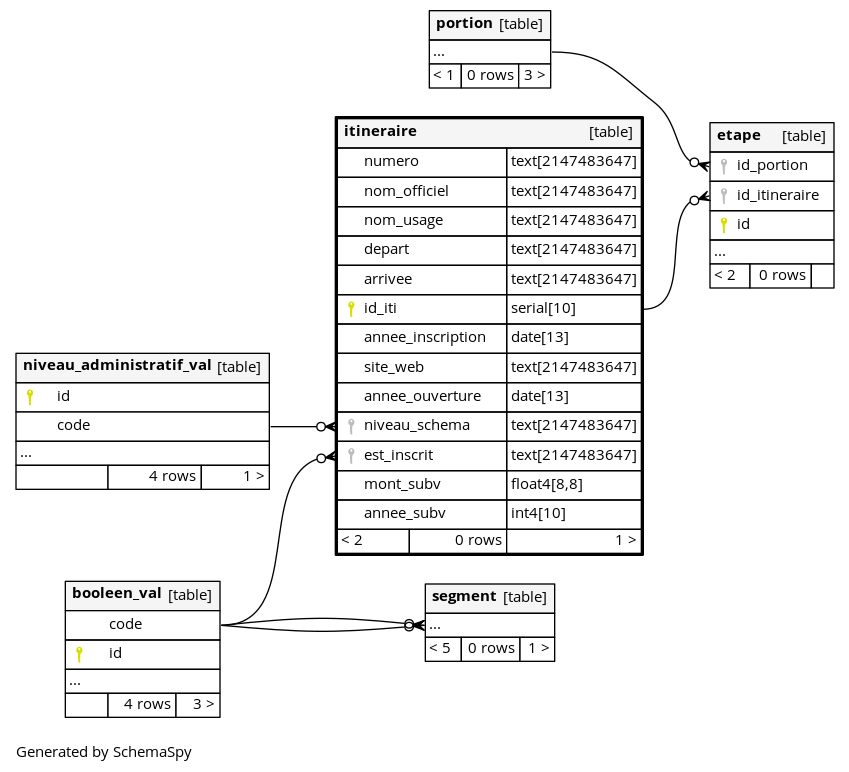 portion [table]
...
< 1 0 rows 3 >
itineraire [table]
numero text[2147483647]
nom_officiel text[2147483647]
nom_usage text[2147483647]
depart text[2147483647]
arrivee text[2147483647]
id_iti serial[10]
annee_inscription date[13]
site_web text[2147483647]
annee_ouverture date[13]
niveau_schema text[2147483647]
est_inscrit text[2147483647]
mont_subv float4[8,8]
annee_subv int4[10]
< 2 0 rows 1 >
etape [table]
id_portion
id_itineraire
id
...
< 2 0 rows
niveau_administratif_val [table]
id
code
...
4 rows 1 >
booleen_val [table]
code
id
...
4 rows 3 >
segment [table]
...
< 5 0 rows 1 >
Generated by SchemaSpy